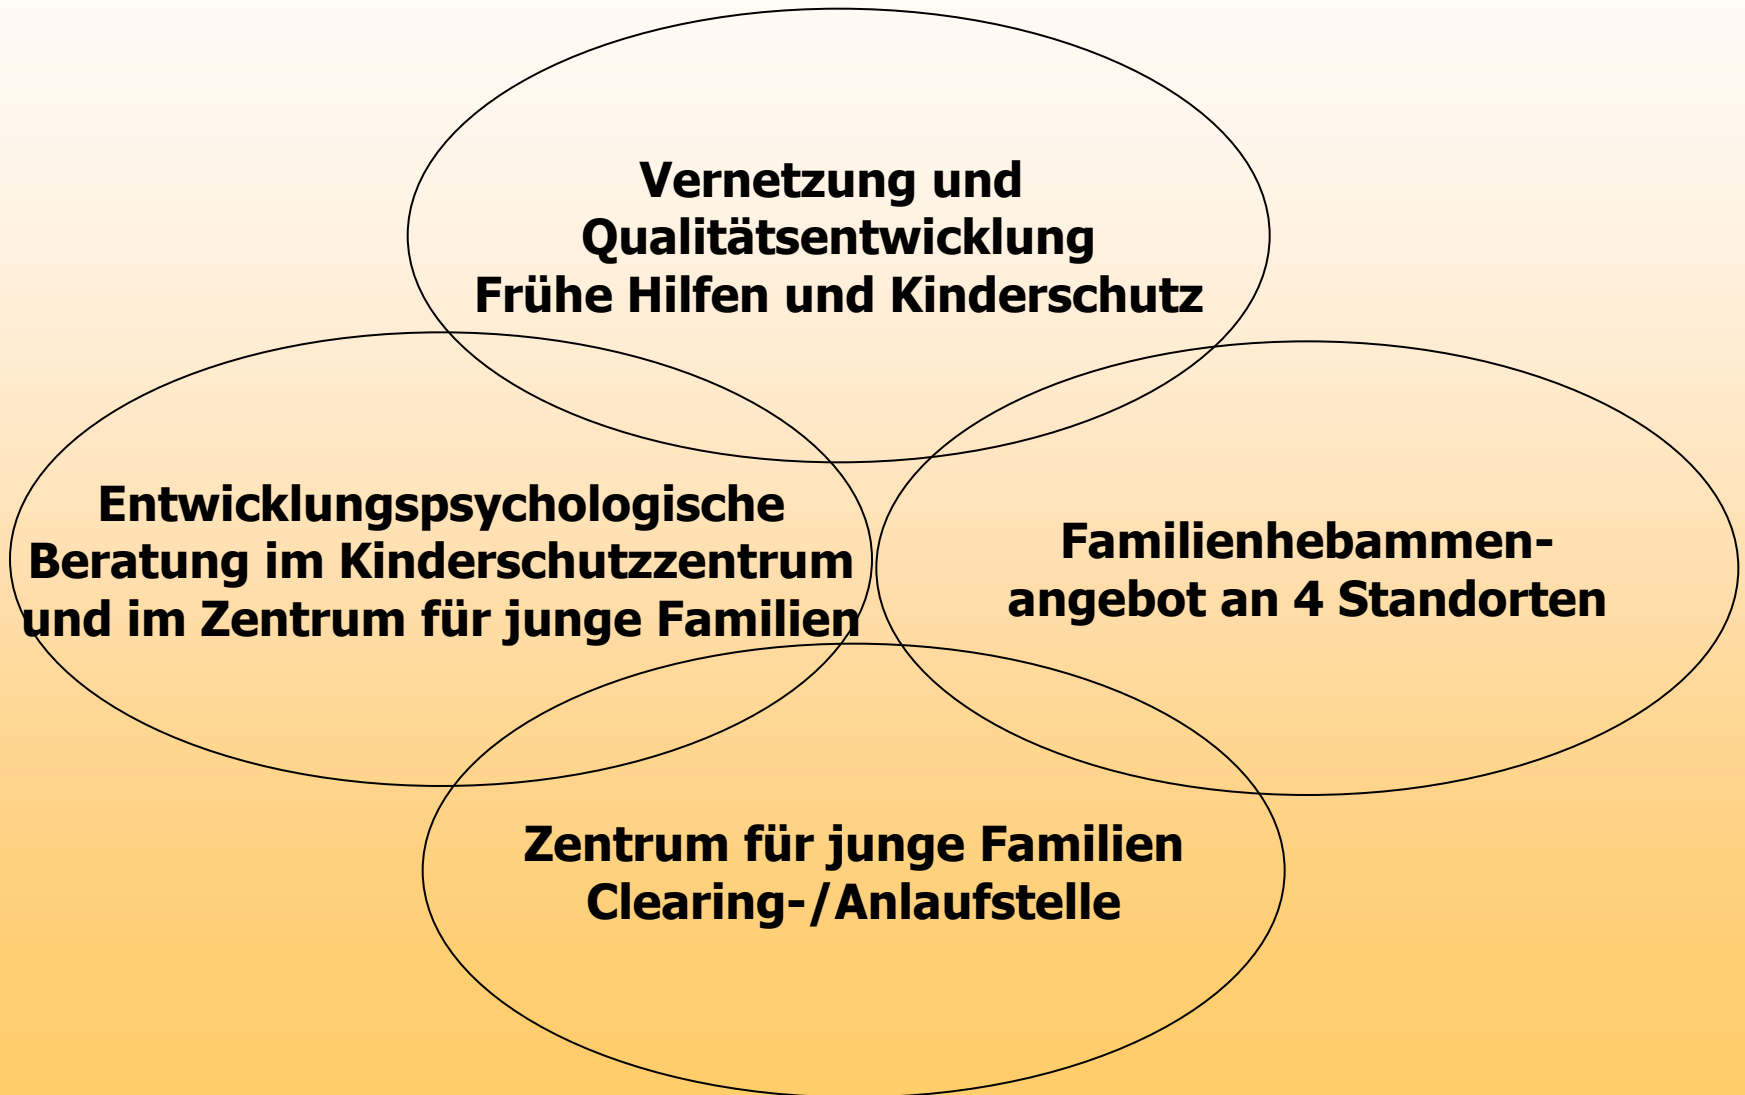 Vernetzung und
Qualitätsentwicklung
Frühe Hilfen und Kinderschutz
Entwicklungspsychologische
Beratung im Kinderschutzzentrum
und im Zentrum für junge Familien
Familienhebammen-
angebot an 4 Standorten
Zentrum für junge Familien
Clearing-/Anlaufstelle